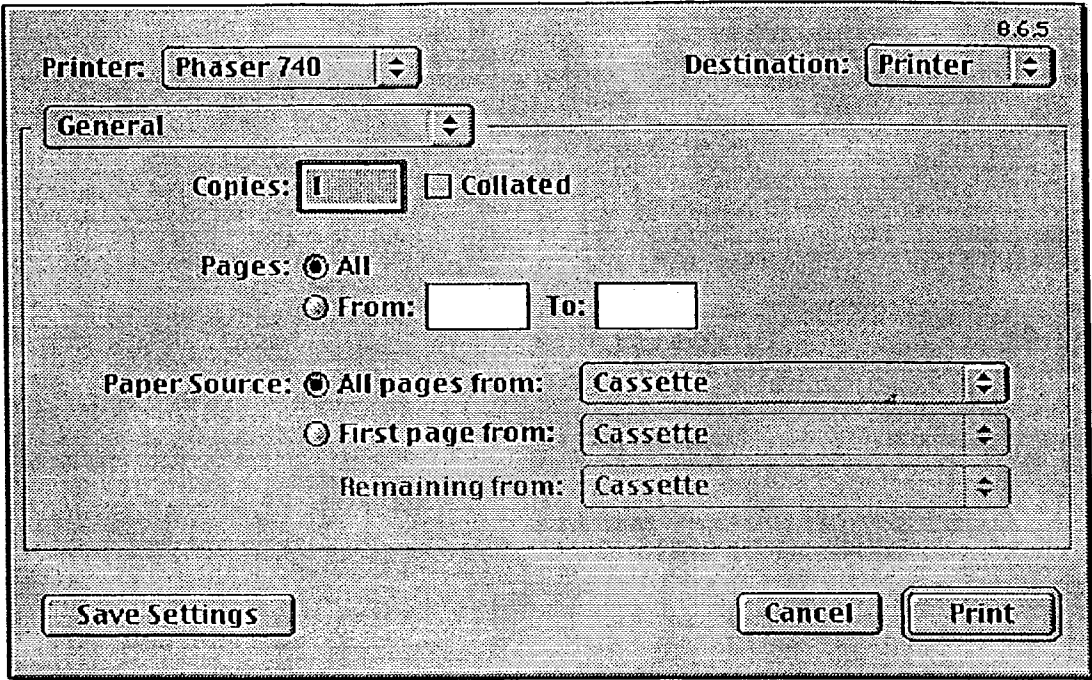 8.6.5
Printer: Phaser 740 Destination: Printer
General
Copies: 1 Collated
Pages: All
From: To:
Paper Source: All pages from: Cassette
First page from: Cassette
Remaining from: Cassette
Save Settings Cancel Print